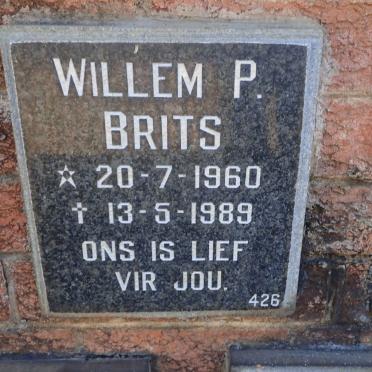 WILLEM P.
BRITS
☆ 20-7-1960
† 13-5-1989
ONS IS LIEF
VIR JOU.
426